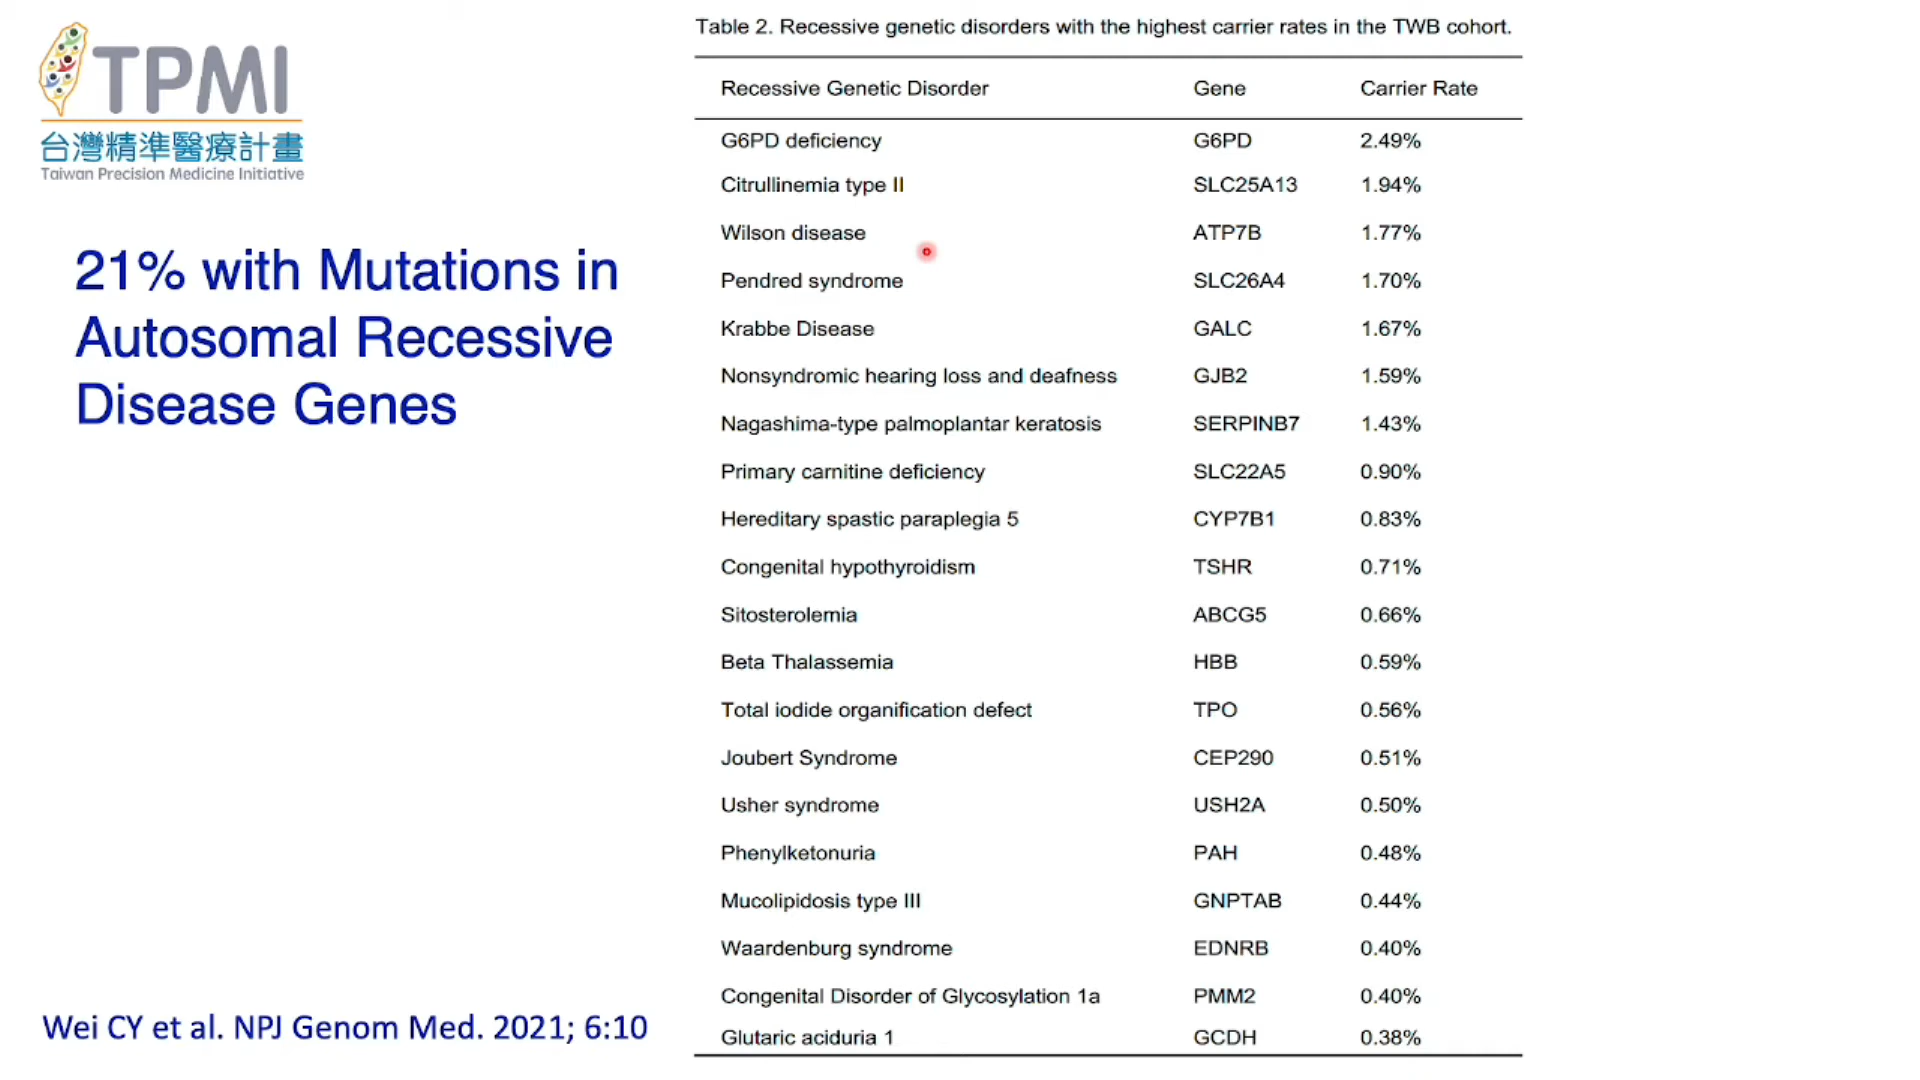 TPMI
台灣精準醫療計畫
Taiwan Precision Medicine Initiative
21% with Mutations in
Autosomal Recessive
Disease Genes
Wei CY et al. NPJ Genom Med. 2021; 6:10
Table 2. Recessive genetic disorders with the highest carrier rates in the TWB cohort.
Recessive Genetic Disorder Gene Carrier Rate
G6PD deficiency G6PD 2.49%
Citrullinemia type II SLC25A13 1.94%
Wilson disease ATP7B 1.77%
Pendred syndrome SLC26A4 1.70%
Krabbe Disease GALC 1.67%
Nonsyndromic hearing loss and deafness GJB2 1.59%
Nagashima-type palmoplantar keratosis SERPINB7 1.43%
Primary carnitine deficiency SLC22A5 0.90%
Hereditary spastic paraplegia 5 CYP7B1 0.83%
Congenital hypothyroidism TSHR 0.71%
Sitosterolemia ABCG5 0.66%
Beta Thalassemia HBB 0.59%
Total iodide organification defect TPO 0.56%
Joubert Syndrome CEP290 0.51%
Usher syndrome USH2A 0.50%
Phenylketonuria PAH 0.48%
Mucolipidosis type III GNPTAB 0.44%
Waardenburg syndrome EDNRB 0.40%
Congenital Disorder of Glycosylation 1a PMM2 0.40%
Glutaric aciduria 1 GCDH 0.38%